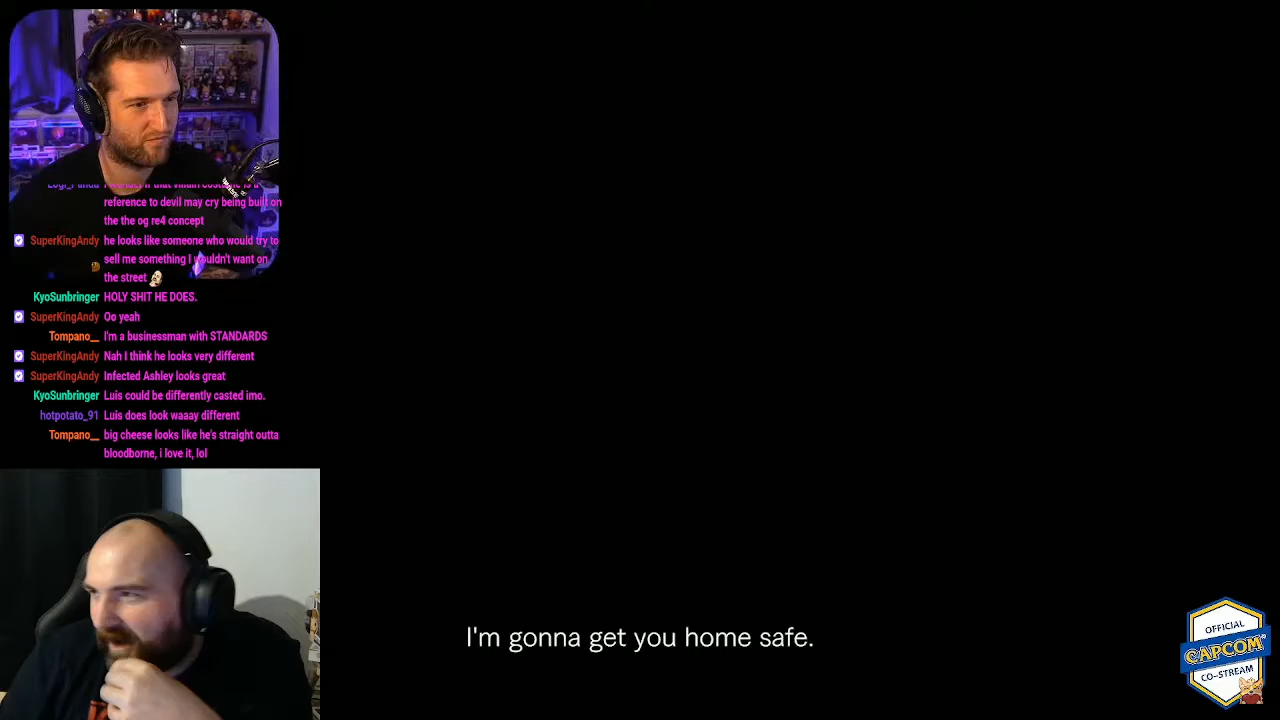 reference to devil may cry being built on
the the og re4 concept
SuperKingAndy he looks like someone who would try to
sell me something I wouldn't want on
the street
KyoSunbringer HOLY SHIT HE DOES.
SuperKingAndy Oo yeah
Tompano__ I'm a businessman with STANDARDS
SuperKingAndy Nah I think he looks very different
SuperKingAndy Infected Ashley looks great
KyoSunbringer Luis could be differently casted imo.
hotpotato_91 Luis does look waaay different
Tompano__ big cheese looks like he's straight outta
bloodborne, i love it, lol
I'm gonna get you home safe.
OFFICIAL
CAPCOM
CO-STREAM